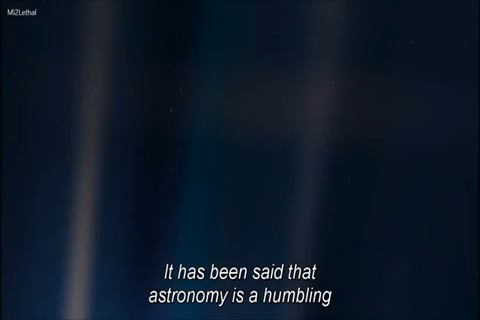 Mi2Lethal
It has been said that
astronomy is a humbling